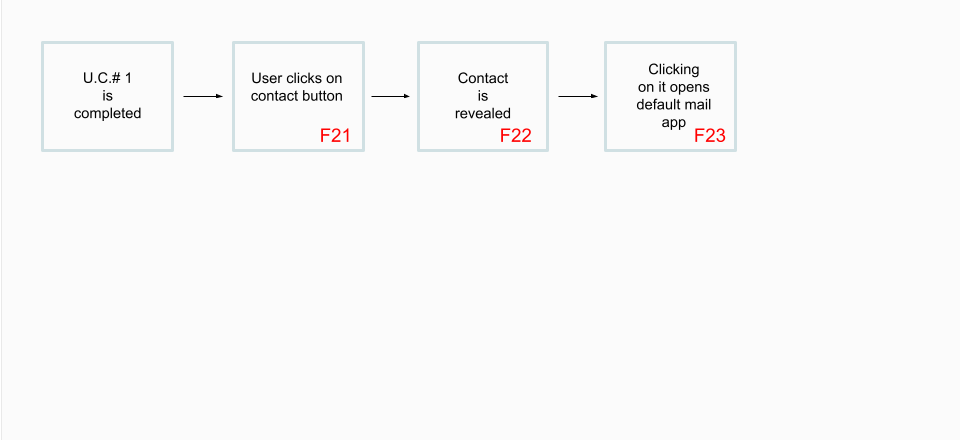 U.C.# 1
is
completed
User clicks on
contact button
F21
Contact
is
revealed
F22
Clicking
on it opens
default mail
app
F23